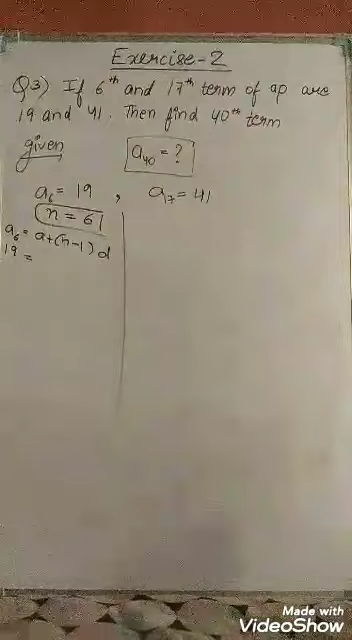 Exercise-2
Q3) If 6th and 17th term of ap are
19 and 41. Then find 40th term
given
a40 = ?
a6 = 19 , a17 = 41
n = 6
a6 = a+(n-1)d
19 =
Made with
VideoShow